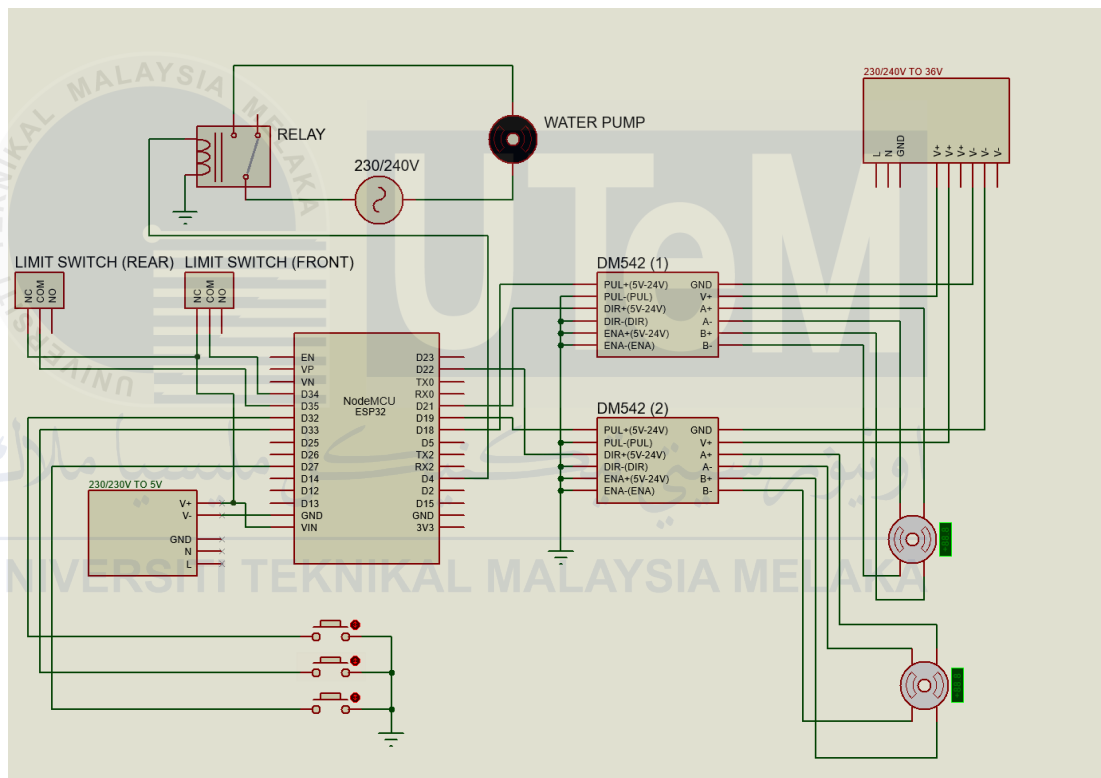 230/240V TO 36V
L
N
GND
V+
V+
V+
V-
V-
V-
RELAY
WATER PUMP
230/240V
LIMIT SWITCH (REAR)
NC
COM
NO
LIMIT SWITCH (FRONT)
NC
COM
NO
DM542 (1)
PUL+(5V-24V)
PUL-(PUL)
DIR+(5V-24V)
DIR-(DIR)
ENA+(5V-24V)
ENA-(ENA)
GND
V+
A+
A-
B+
B-
NodeMCU
ESP32
EN
VP
VN
D34
D35
D32
D33
D25
D26
D27
D14
D12
D13
GND
VIN
D23
D22
TX0
RX0
D21
D19
D18
D5
TX2
RX2
D4
D2
D15
GND
3V3
DM542 (2)
PUL+(5V-24V)
PUL-(PUL)
DIR+(5V-24V)
DIR-(DIR)
ENA+(5V-24V)
ENA-(ENA)
GND
V+
A+
A-
B+
B-
230/230V TO 5V
V+
V-
GND
N
L
UTeM
UNIVERSITI TEKNIKAL MALAYSIA MELAKA